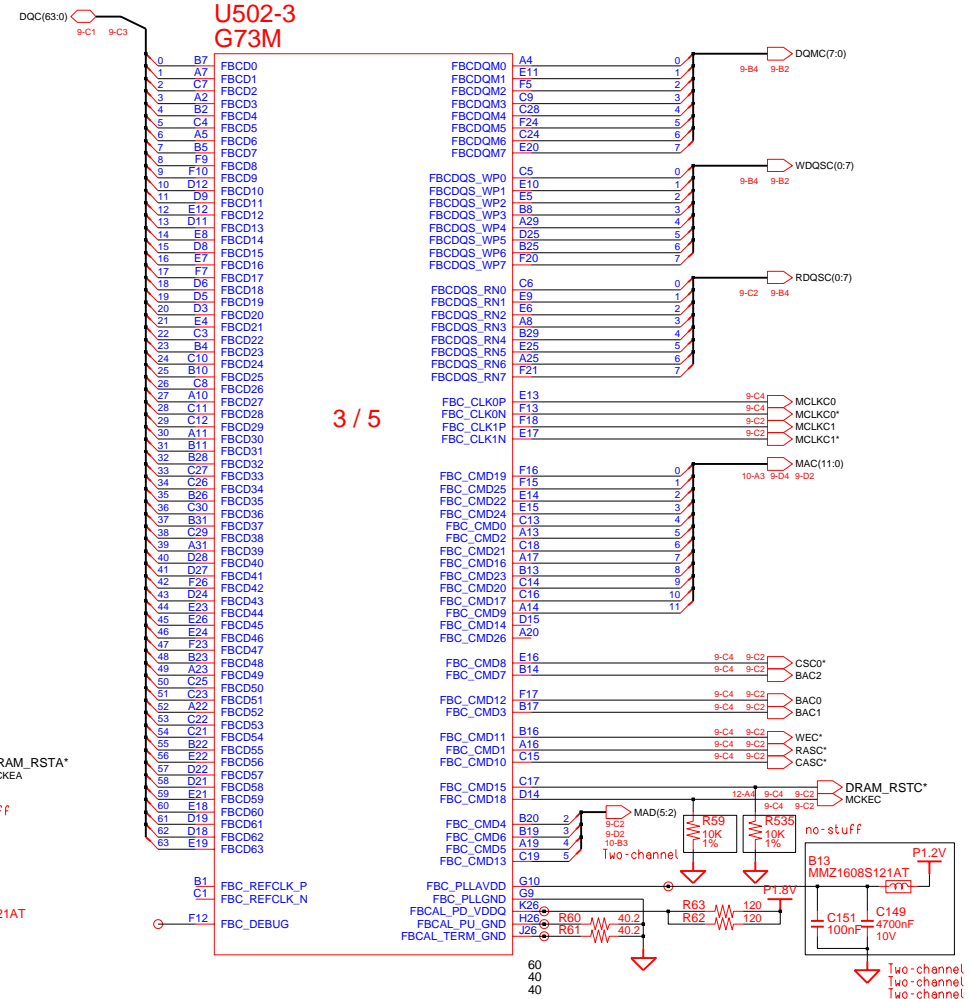 U502-3
G73M
DQC(63:0)
9-C1 9-C3
0 B7 FBCD0
1 A7 FBCD1
2 C7 FBCD2
3 A2 FBCD3
4 B2 FBCD4
5 C4 FBCD5
6 A5 FBCD6
7 B5 FBCD7
8 F9 FBCD8
9 F10 FBCD9
10 D12 FBCD10
11 D9 FBCD11
12 E12 FBCD12
13 D11 FBCD13
14 E8 FBCD14
15 D8 FBCD15
16 E7 FBCD16
17 F7 FBCD17
18 D6 FBCD18
19 D5 FBCD19
20 D3 FBCD20
21 E4 FBCD21
22 C3 FBCD22
23 B4 FBCD23
24 C10 FBCD24
25 B10 FBCD25
26 C8 FBCD26
27 A10 FBCD27
28 C11 FBCD28
29 C12 FBCD29
30 A11 FBCD30
31 B11 FBCD31
32 B28 FBCD32
33 C27 FBCD33
34 C26 FBCD34
35 B26 FBCD35
36 C30 FBCD36
37 B31 FBCD37
38 C29 FBCD38
39 A31 FBCD39
40 D28 FBCD40
41 D27 FBCD41
42 F26 FBCD42
43 D24 FBCD43
44 E23 FBCD44
45 E26 FBCD45
46 E24 FBCD46
47 F23 FBCD47
48 B23 FBCD48
49 A23 FBCD49
50 C25 FBCD50
51 C23 FBCD51
52 A22 FBCD52
53 C22 FBCD53
54 C21 FBCD54
55 B22 FBCD55
56 E22 FBCD56
57 D22 FBCD57
58 D21 FBCD58
59 E21 FBCD59
60 E18 FBCD60
61 D19 FBCD61
62 D18 FBCD62
63 E19 FBCD63
B1 FBC_REFCLK_P
C1 FBC_REFCLK_N
F12 FBC_DEBUG
RAM_RSTA*
CKEA
21AT
3 / 5
FBCDQM0 A4 0
FBCDQM1 E11 1
FBCDQM2 F5 2
FBCDQM3 C9 3
FBCDQM4 C28 4
FBCDQM5 F24 5
FBCDQM6 C24 6
FBCDQM7 E20 7
DQMC(7:0)
9-B4 9-B2
FBCDQS_WP0 C5 0
FBCDQS_WP1 E10 1
FBCDQS_WP2 E5 2
FBCDQS_WP3 B8 3
FBCDQS_WP4 A29 4
FBCDQS_WP5 D25 5
FBCDQS_WP6 B25 6
FBCDQS_WP7 F20 7
WDQSC(0:7)
9-B4 9-B2
FBCDQS_RN0 C6 0
FBCDQS_RN1 E9 1
FBCDQS_RN2 E6 2
FBCDQS_RN3 A8 3
FBCDQS_RN4 B29 4
FBCDQS_RN5 E25 5
FBCDQS_RN6 A25 6
FBCDQS_RN7 F21 7
RDQSC(0:7)
9-C2 9-B4
FBC_CLK0P E13 9-C4 MCLKC0
FBC_CLK0N F13 9-C4 MCLKC0*
FBC_CLK1P F18 9-C2 MCLKC1
FBC_CLK1N E17 9-C2 MCLKC1*
FBC_CMD19 F16 0
FBC_CMD25 F15 1
FBC_CMD22 E14 2
FBC_CMD24 E15 3
FBC_CMD0 C13 4
FBC_CMD2 A13 5
FBC_CMD21 C18 6
FBC_CMD16 A17 7
FBC_CMD23 B13 8
FBC_CMD20 C14 9
FBC_CMD17 C16 10
FBC_CMD9 A14 11
FBC_CMD14 D15
FBC_CMD26 A20
MAC(11:0)
10-A3 9-D4 9-D2
FBC_CMD8 E16 9-C4 9-C2 CSC0*
FBC_CMD7 B14 9-C4 9-C2 BAC2
FBC_CMD12 F17 9-C4 9-C2 BAC0
FBC_CMD3 B17 9-C4 9-C2 BAC1
FBC_CMD11 B16 9-C4 9-C2 WEC*
FBC_CMD1 A16 9-C4 9-C2 RASC*
FBC_CMD10 C15 9-C4 9-C2 CASC*
FBC_CMD15 C17 12-A4 9-C4 9-C2 DRAM_RSTC*
FBC_CMD18 D14 9-C4 9-C2 MCKEC
FBC_CMD4 B20 2
FBC_CMD6 B19 3
FBC_CMD5 A19 4
FBC_CMD13 C19 5
MAD(5:2)
9-C2
9-D2
10-B3
Two-channel
R59
10K
1%
R535
10K
1%
no-stuff
FBC_PLLAVDD G10
FBC_PLLGND G9
FBCAL_PD_VDDQ K26
FBCAL_PU_GND H26
FBCAL_TERM_GND J26
R60 40.2
R61 40.2
R63 120
R62 120
P1.8V
B13
MMZ1608S121AT
P1.2V
C151
100nF
C149
4700nF
10V
60
40
40
Two-channel
Two-channel
Two-channel